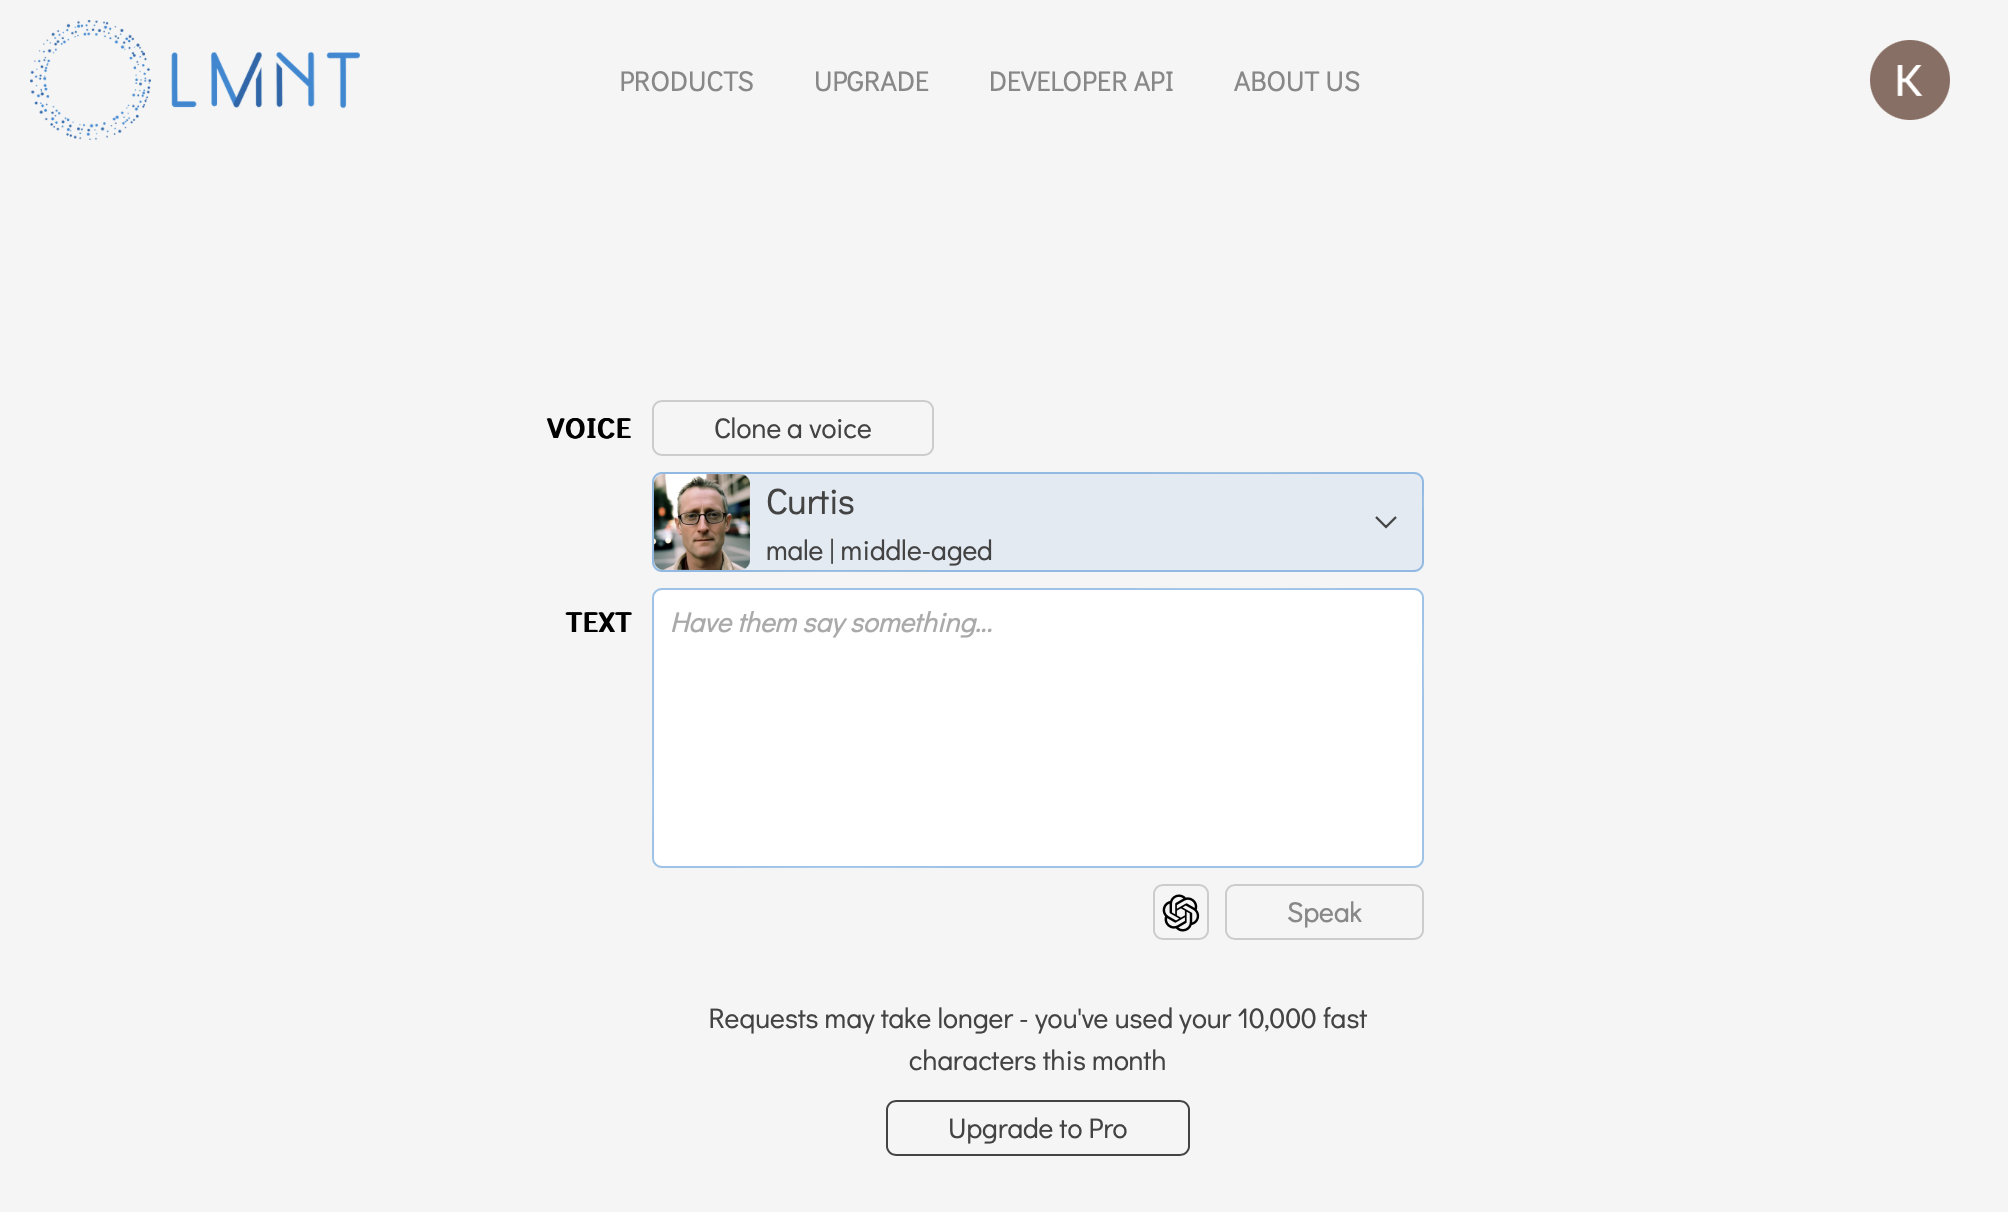 LMNT
PRODUCTS
UPGRADE
DEVELOPER API
ABOUT US
K
VOICE
Clone a voice
Curtis
male | middle-aged
TEXT
Have them say something...
Speak
Requests may take longer - you've used your 10,000 fast
characters this month
Upgrade to Pro